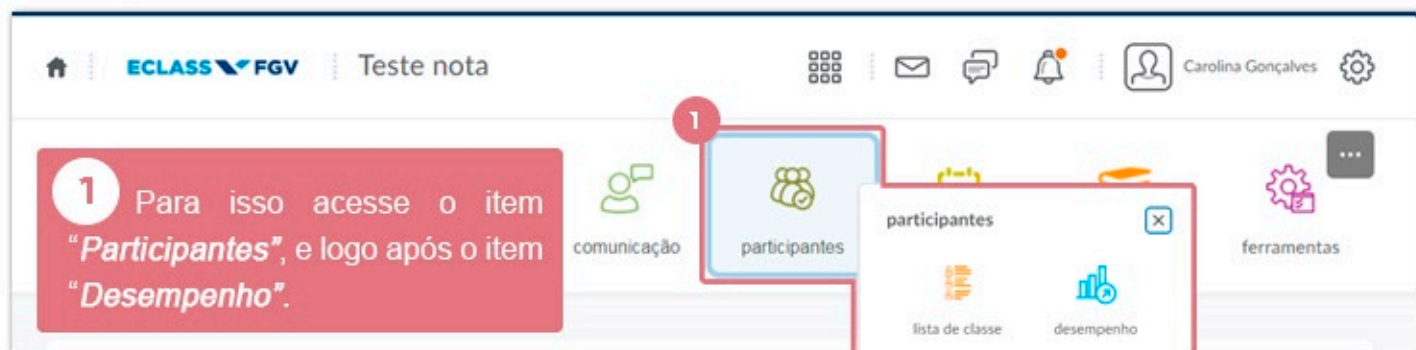 ECLASS FGV
Teste nota
Carolina Gonçalves
1
1 Para isso acesse o item
“Participantes”, e logo após o item
“Desempenho”.
comunicação
participantes
participantes
lista de classe
desempenho
ferramentas